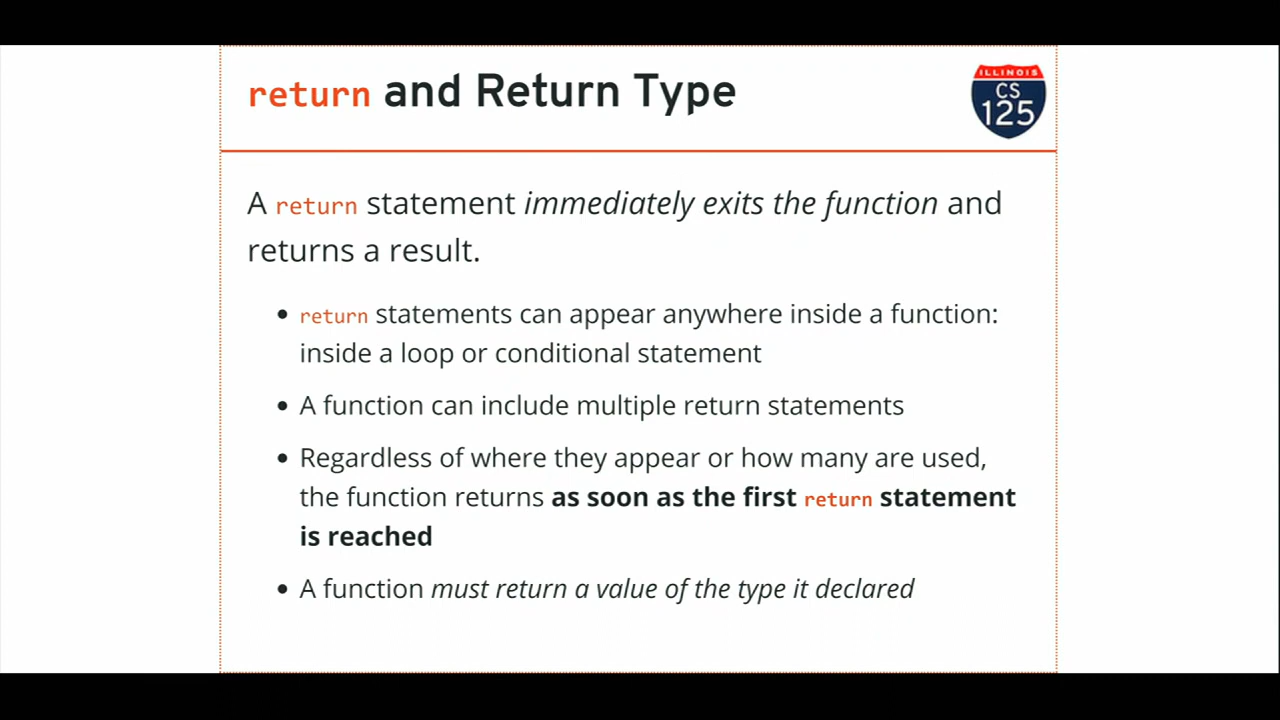 return and Return Type
ILLINOIS
CS
125
A return statement immediately exits the function and
returns a result.
• return statements can appear anywhere inside a function:
inside a loop or conditional statement
• A function can include multiple return statements
• Regardless of where they appear or how many are used,
the function returns as soon as the first return statement
is reached
• A function must return a value of the type it declared